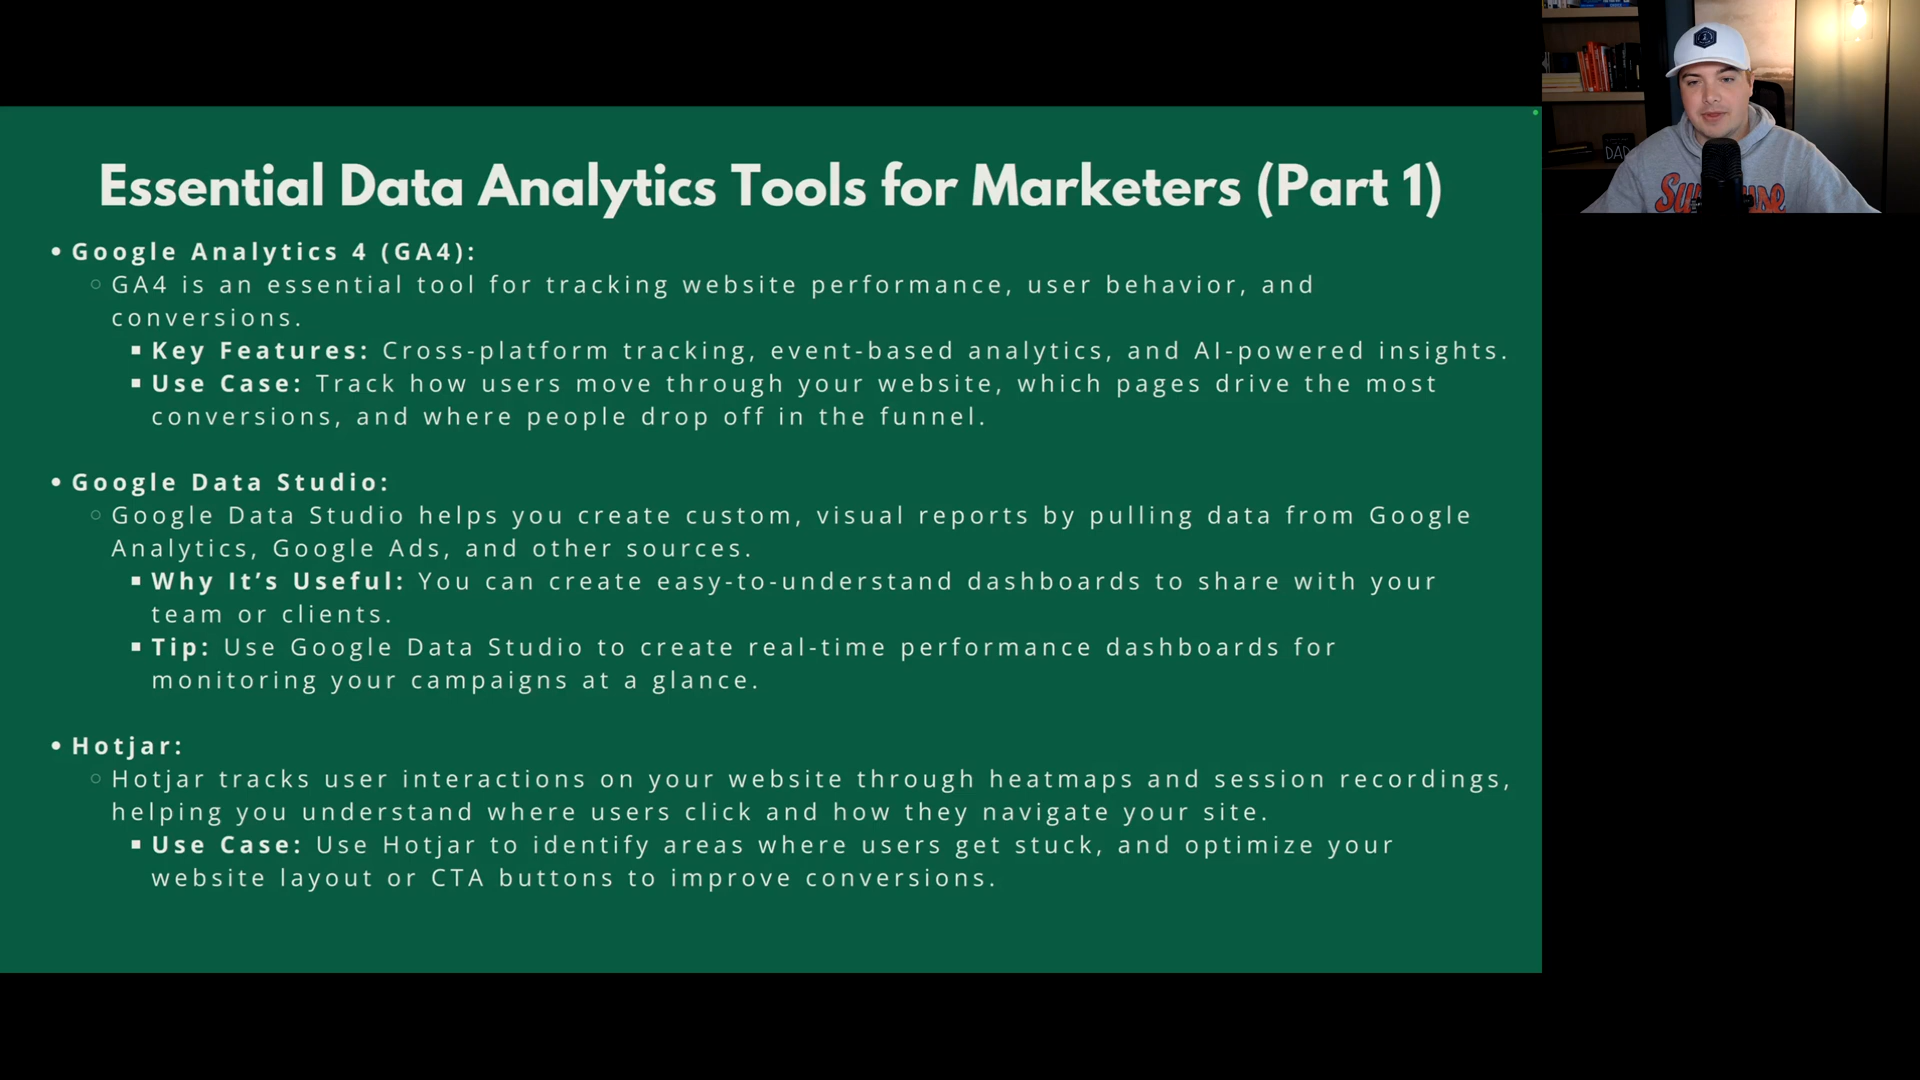 Essential Data Analytics Tools for Marketers (Part 1)
• Google Analytics 4 (GA4):
○ GA4 is an essential tool for tracking website performance, user behavior, and
conversions.
▪ Key Features: Cross-platform tracking, event-based analytics, and AI-powered insights.
▪ Use Case: Track how users move through your website, which pages drive the most
conversions, and where people drop off in the funnel.
• Google Data Studio:
○ Google Data Studio helps you create custom, visual reports by pulling data from Google
Analytics, Google Ads, and other sources.
▪ Why It’s Useful: You can create easy-to-understand dashboards to share with your
team or clients.
▪ Tip: Use Google Data Studio to create real-time performance dashboards for
monitoring your campaigns at a glance.
• Hotjar:
○ Hotjar tracks user interactions on your website through heatmaps and session recordings,
helping you understand where users click and how they navigate your site.
▪ Use Case: Use Hotjar to identify areas where users get stuck, and optimize your
website layout or CTA buttons to improve conversions.
DAD